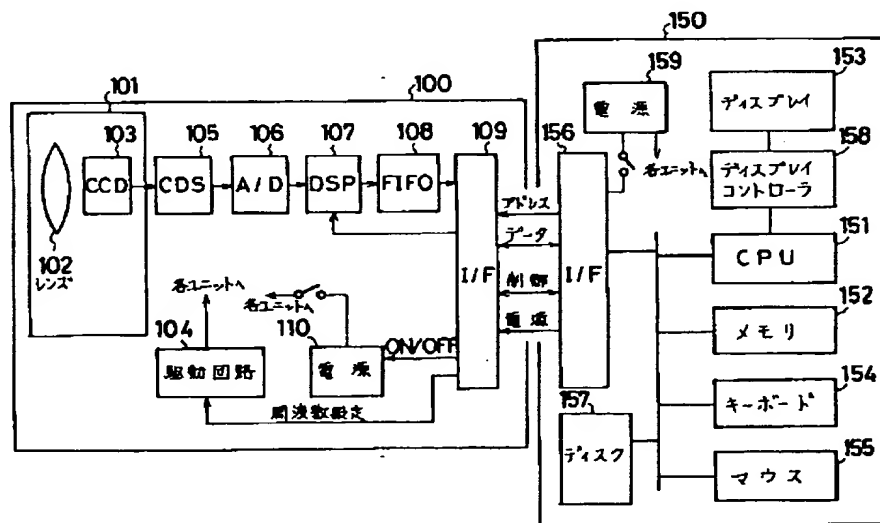 150
159
153
101
100
電源
ディスプレイ
103
105
106
107
108
109
156
158
CCD
CDS
A/D
DSP
FIFO
各ユニットへ
ディスプレイ
コントローラ
アドレス
151
102
レンズ
データ
CPU
I/F
I/F
制御
152
各ユニットへ
各ユニットへ
電源
メモリ
104
110
ON/OFF
154
駆動回路
電源
157
キーボード
周波数設定
155
ディスク
マウス